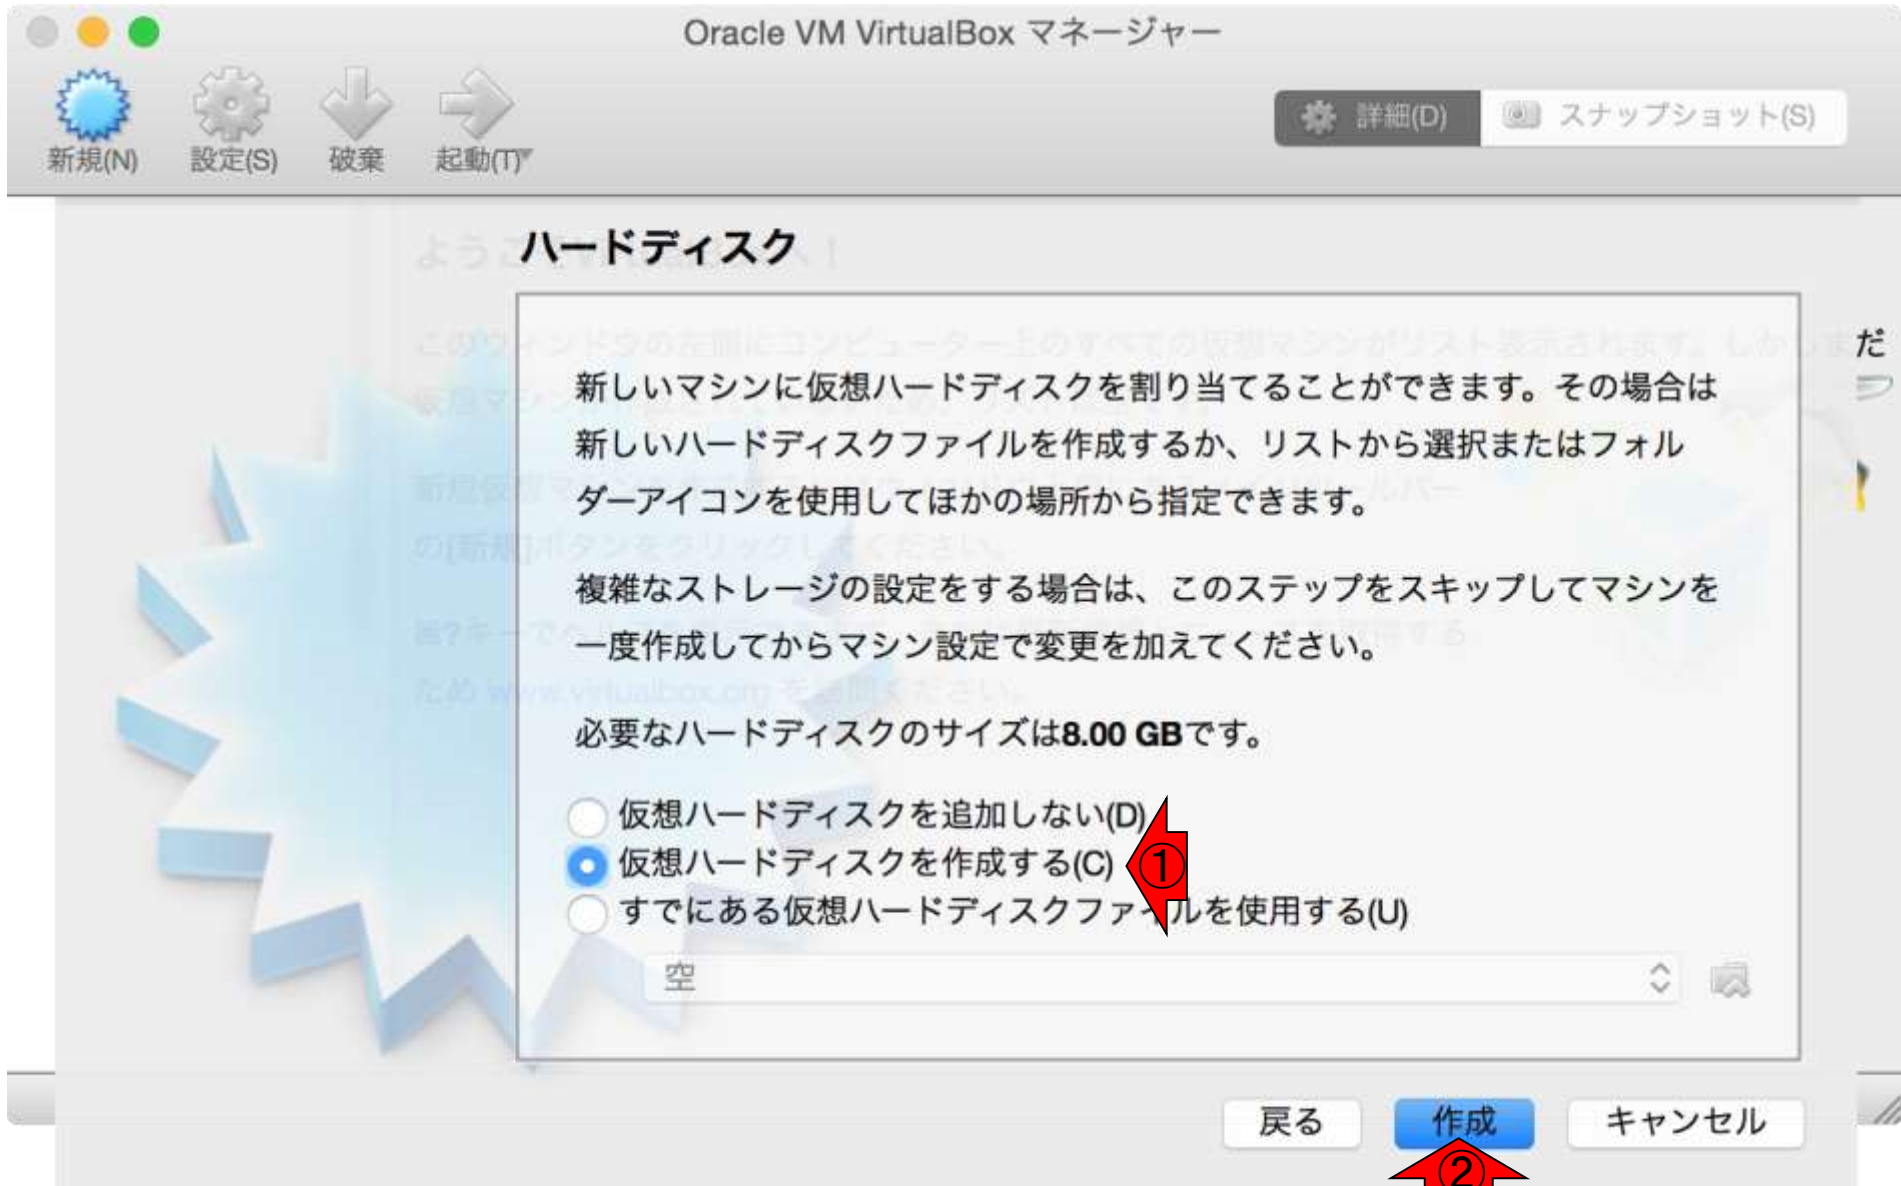 Oracle VM VirtualBox マネージャー
新規(N)
設定(S)
破棄
起動(T)
詳細(D)
スナップショット(S)
ハードディスク
だ
新しいマシンに仮想ハードディスクを割り当てることができます。その場合は
新しいハードディスクファイルを作成するか、リストから選択またはフォル
ダーアイコンを使用してほかの場所から指定できます。
複雑なストレージの設定をする場合は、このステップをスキップしてマシンを
一度作成してからマシン設定で変更を加えてください。
必要なハードディスクのサイズは8.00 GBです。
仮想ハードディスクを追加しない(D)
仮想ハードディスクを作成する(C)
①
すでにある仮想ハードディスクファイルを使用する(U)
空
戻る
作成
キャンセル
②